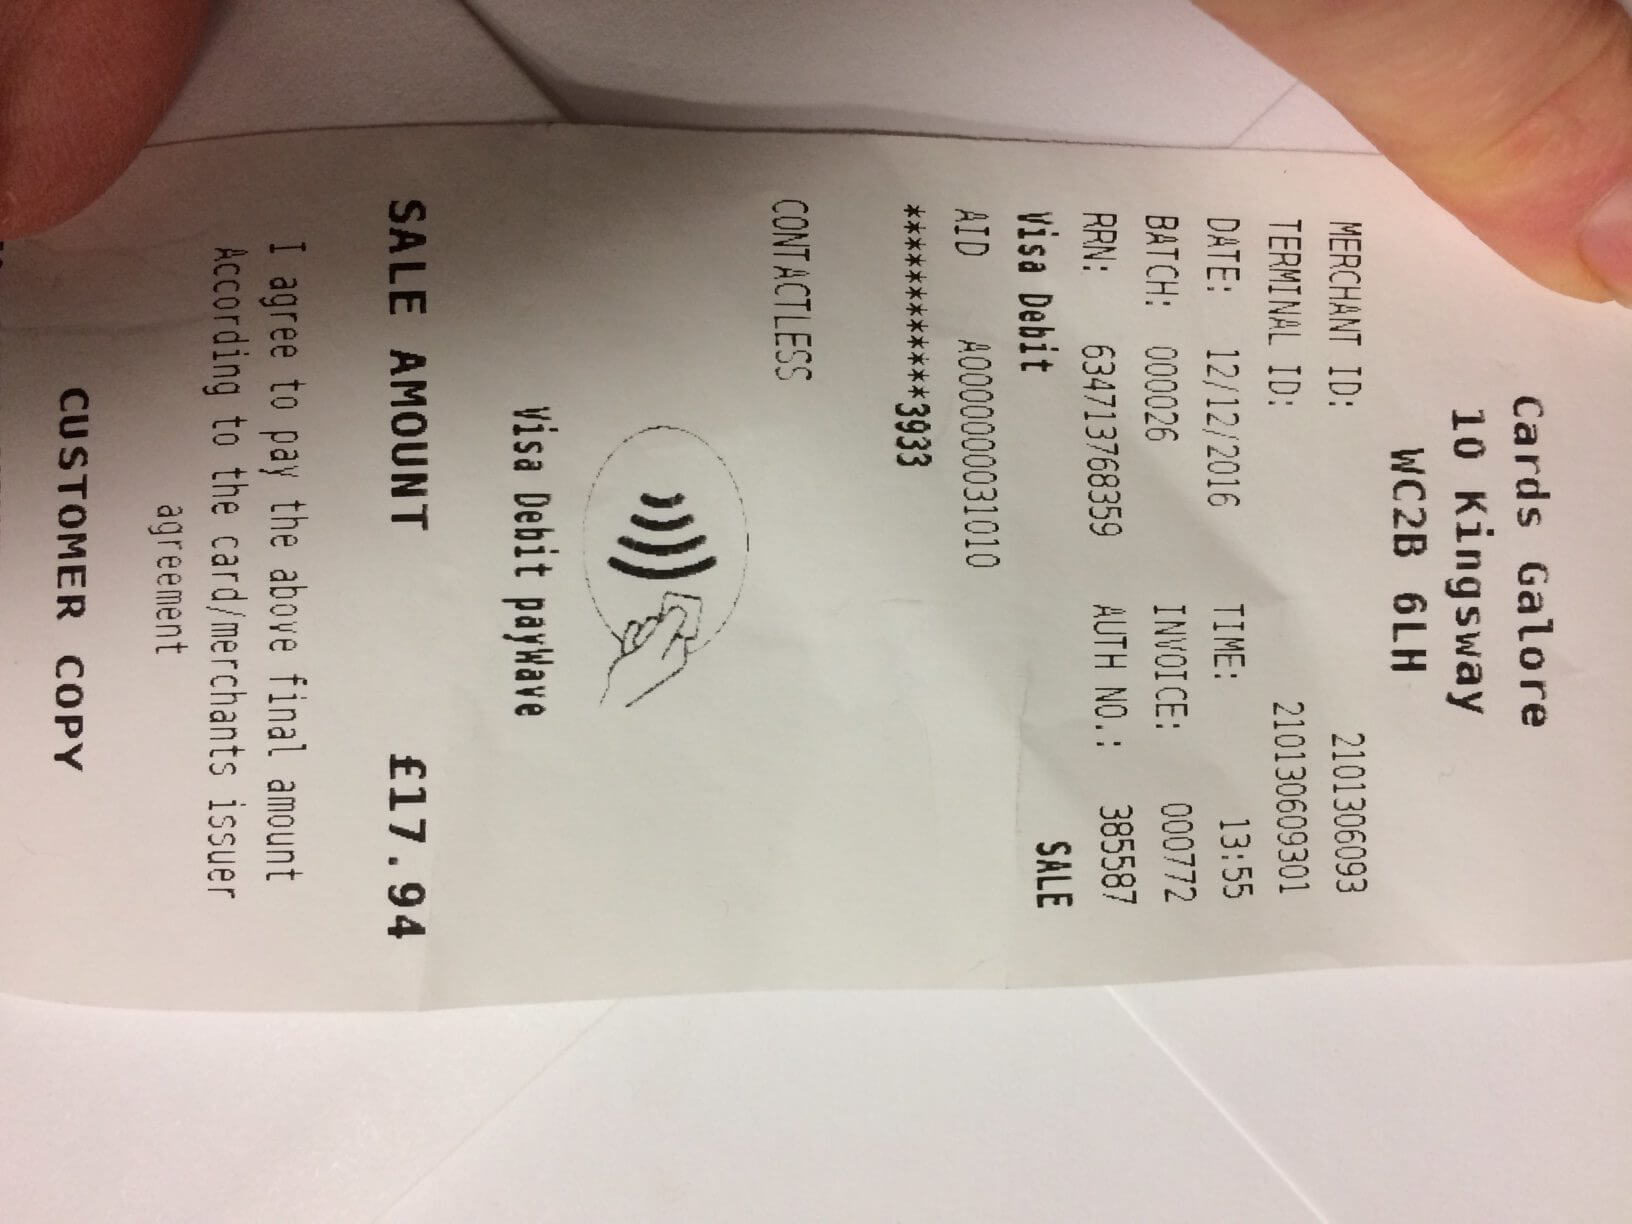 Cards Galore
10 Kingsway
WC2B 6LH
MERCHANT ID: 2101306093
TERMINAL ID: 210130609301
DATE: 12/12/2016 TIME: 13:55
BATCH: 000026 INVOICE: 000772
RRN: 634713768359 AUTH NO.: 385587
Visa Debit SALE
AID A0000000031010
************3933
CONTACTLESS
Visa Debit payWave
SALE AMOUNT £17.94
I agree to pay the above final amount
According to the card/merchants issuer
agreement
CUSTOMER COPY